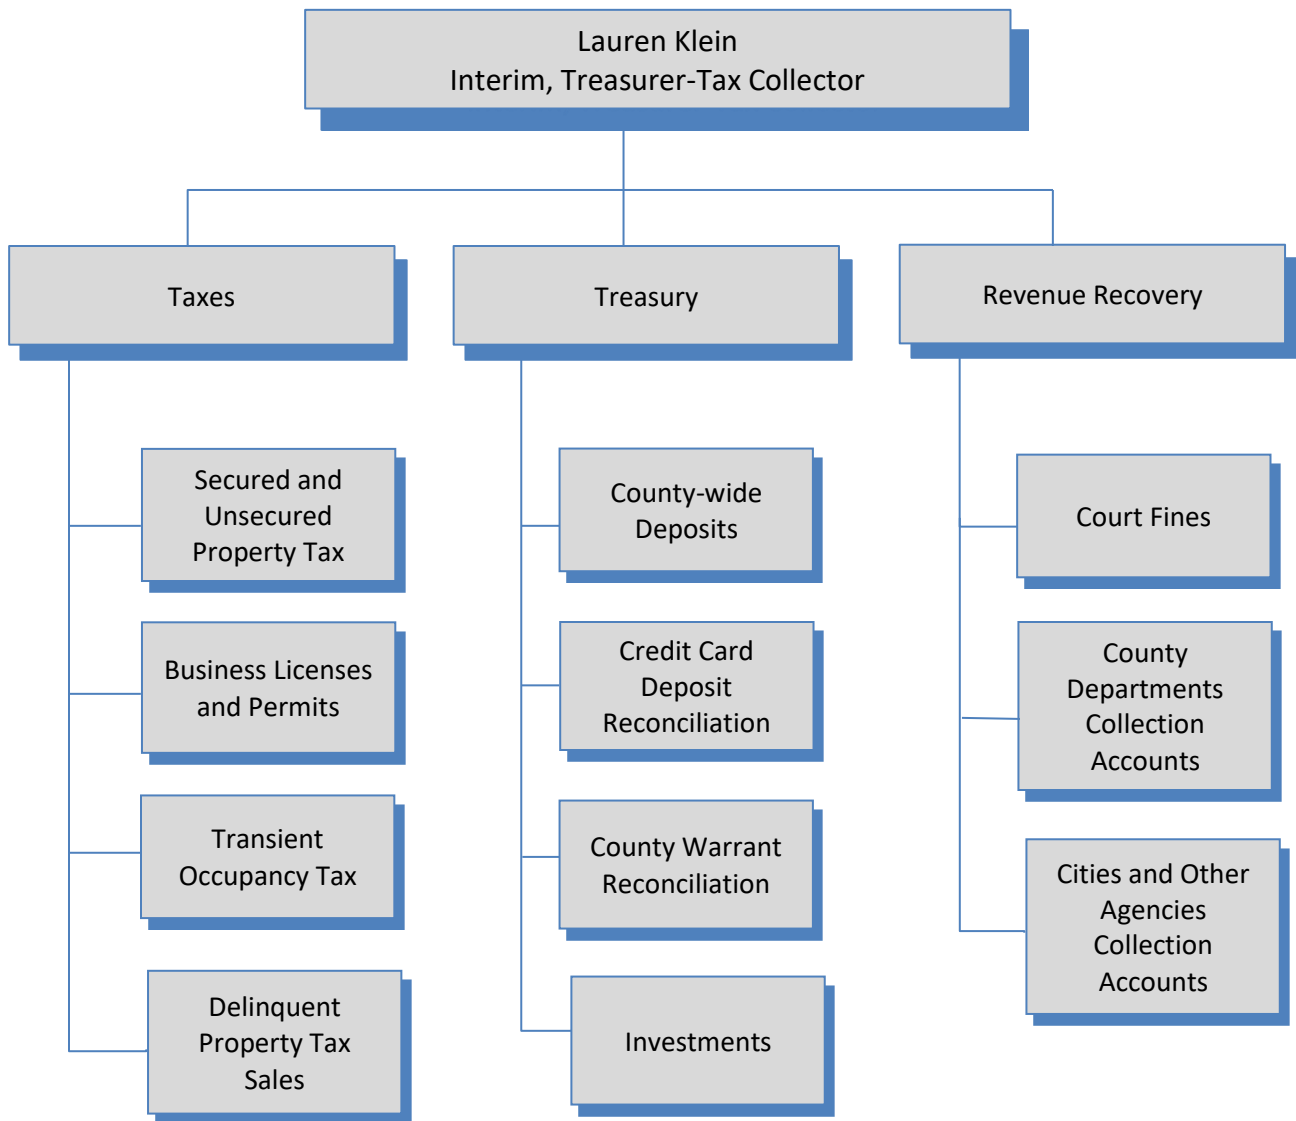 Lauren Klein
Interim, Treasurer-Tax Collector
Taxes
Treasury
Revenue Recovery
Secured and
Unsecured
Property Tax
Business Licenses
and Permits
Transient
Occupancy Tax
Delinquent
Property Tax
Sales
County-wide
Deposits
Credit Card
Deposit
Reconciliation
County Warrant
Reconciliation
Investments
Court Fines
County
Departments
Collection
Accounts
Cities and Other
Agencies
Collection
Accounts